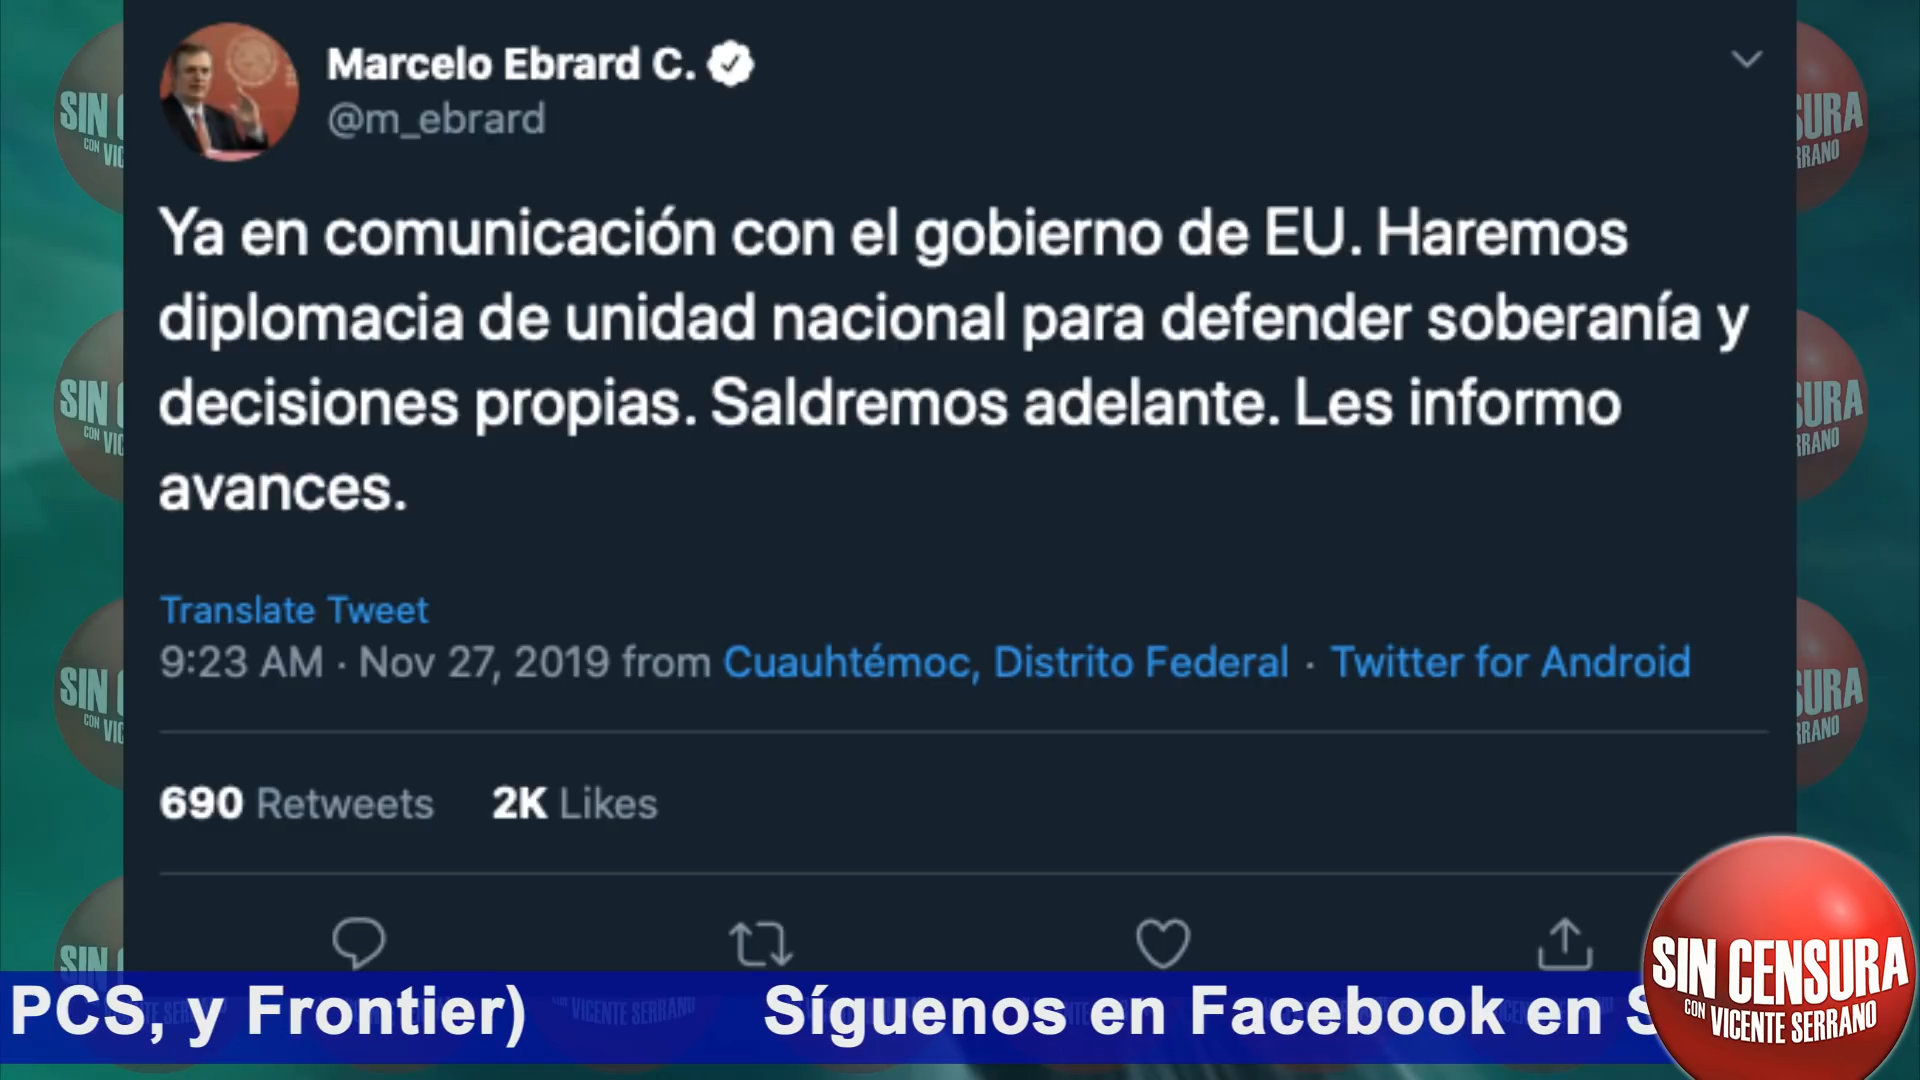 Marcelo Ebrard C.
@m_ebrard
Ya en comunicación con el gobierno de EU. Haremos
diplomacia de unidad nacional para defender soberanía y
decisiones propias. Saldremos adelante. Les informo
avances.
Translate Tweet
9:23 AM · Nov 27, 2019 from Cuauhtémoc, Distrito Federal · Twitter for Android
690 Retweets 2K Likes
PCS, y Frontier) Síguenos en Facebook en S
SIN CENSURA
CON VICENTE SERRANO